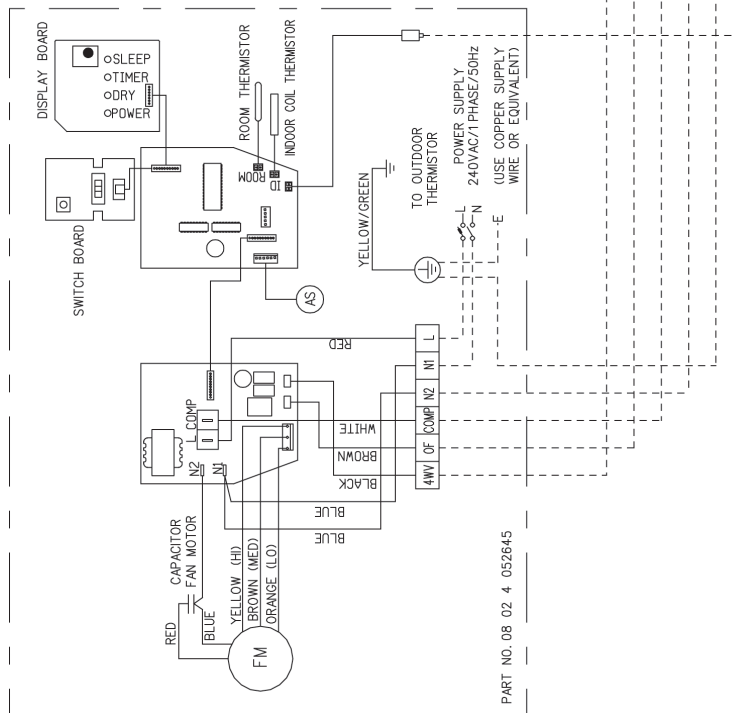 DISPLAY BOARD
SLEEP
TIMER
DRY
POWER
SWITCH BOARD
ROOM THERMISTOR
INDOOR COIL THERMISTOR
ROOM
ID
AS
YELLOW/GREEN
TO OUTDOOR
THERMISTOR
POWER SUPPLY
240VAC/1 PHASE/50Hz
(USE COPPER SUPPLY
WIRE OR EQUIVALENT)
L
N
E
RED
L
N1
N2
COMP
OF
4WV
WHITE
BROWN
BLACK
BLUE
BLUE
L COMP
N2
N1
CAPACITOR
FAN MOTOR
RED
BLUE
YELLOW (HI)
BROWN (MED)
ORANGE (LO)
FM
PART NO. 08 02 4 052645